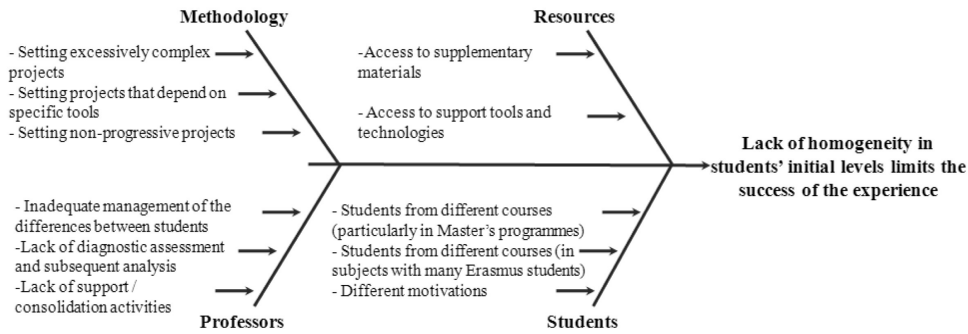 Methodology
- Setting excessively complex
projects
- Setting projects that depend on
specific tools
- Setting non-progressive projects
Resources
-Access to supplementary
materials
-Access to support tools and
technologies
Lack of homogeneity in
students' initial levels limits the
success of the experience
- Inadequate management of the
differences between students
-Lack of diagnostic assessment
and subsequent analysis
-Lack of support /
consolidation activities
Professors
- Students from different courses
(particularly in Master's programmes)
- Students from different courses (in
subjects with many Erasmus students)
- Different motivations
Students